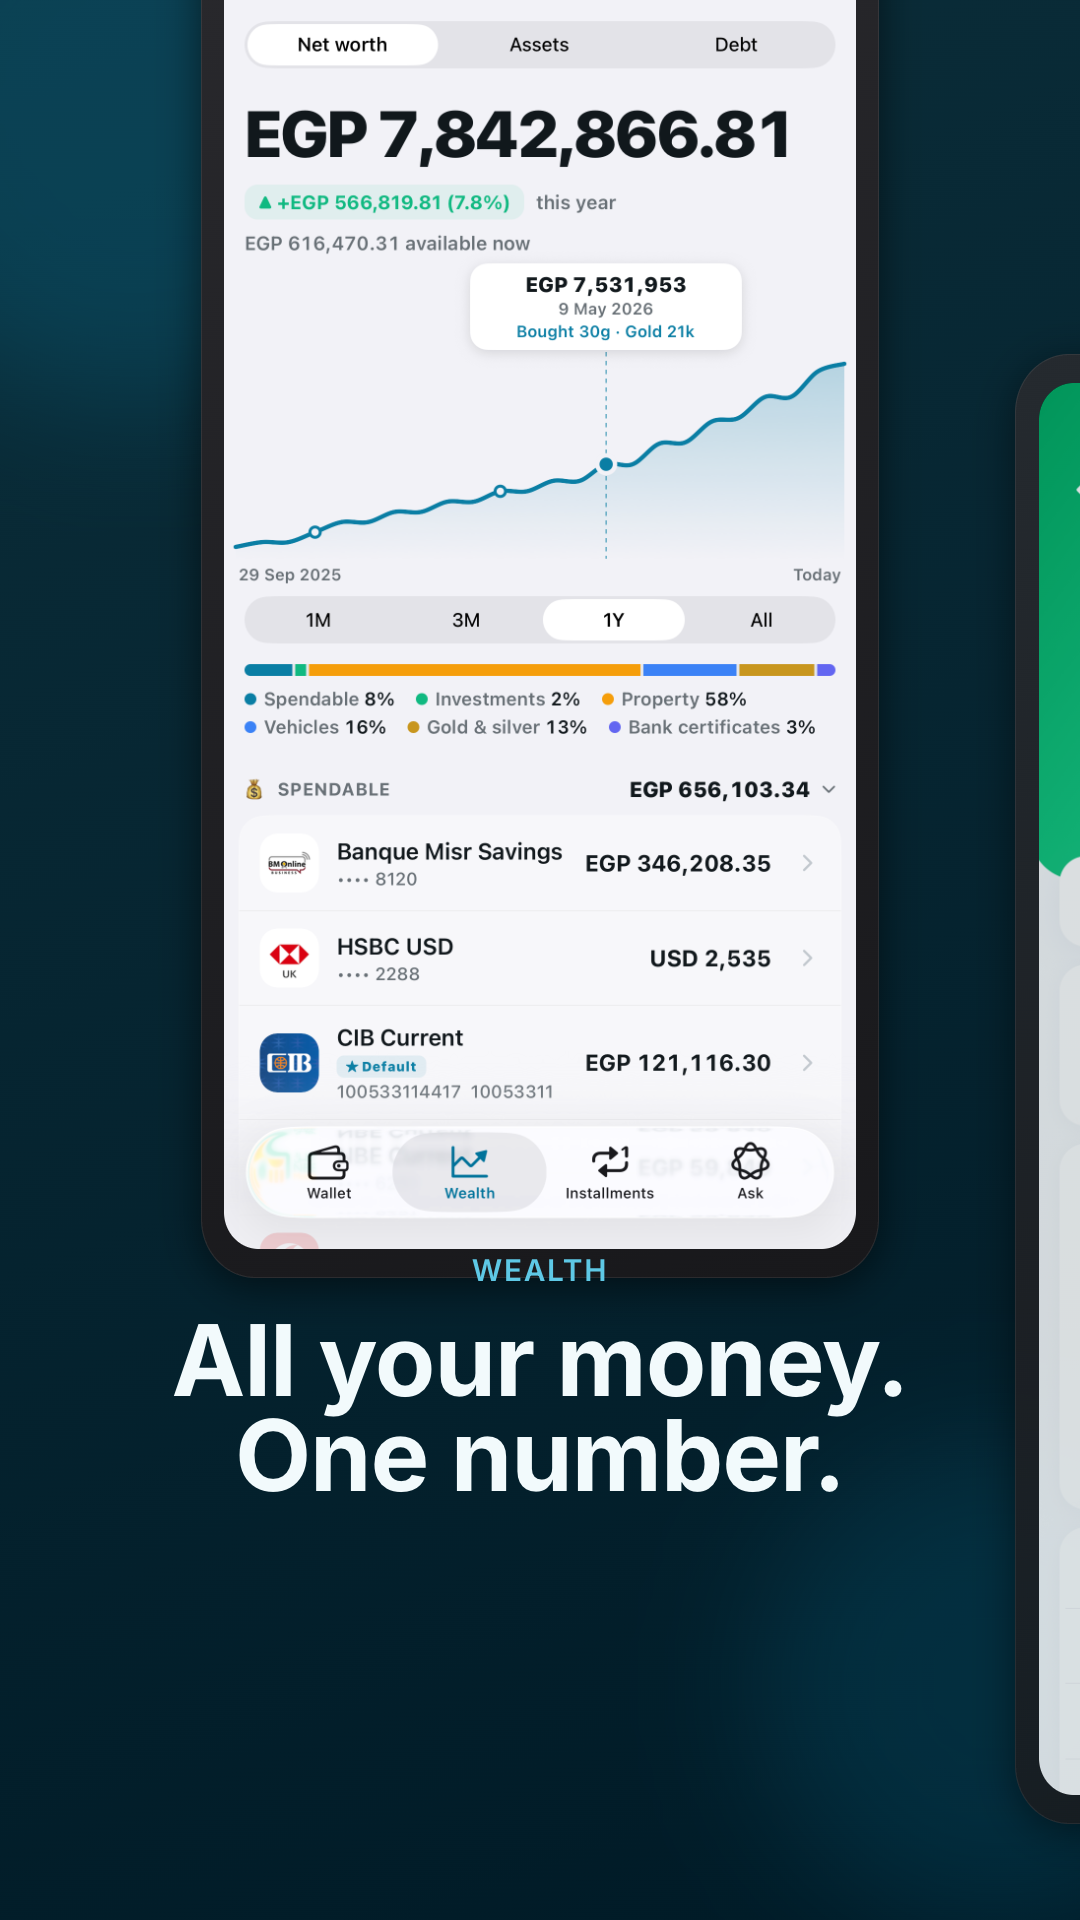 Net worth Assets Debt
EGP 7,842,866.81
▲ +EGP 566,819.81 (7.8%) this year
EGP 616,470.31 available now
EGP 7,531,953
9 May 2026
Bought 30g · Gold 21k
29 Sep 2025 Today
1M 3M 1Y All
Spendable 8% Investments 2% Property 58%
Vehicles 16% Gold & silver 13% Bank certificates 3%
SPENDABLE EGP 656,103.34
BM Online
BUSINESS
Banque Misr Savings EGP 346,208.35
•••• 8120
HSBC USD USD 2,535
•••• 2288
UK
CIB Current
CIB
★ Default EGP 121,116.30
100533114417 10053311
Wallet Wealth Installments Ask
WEALTH
All your money.
One number.